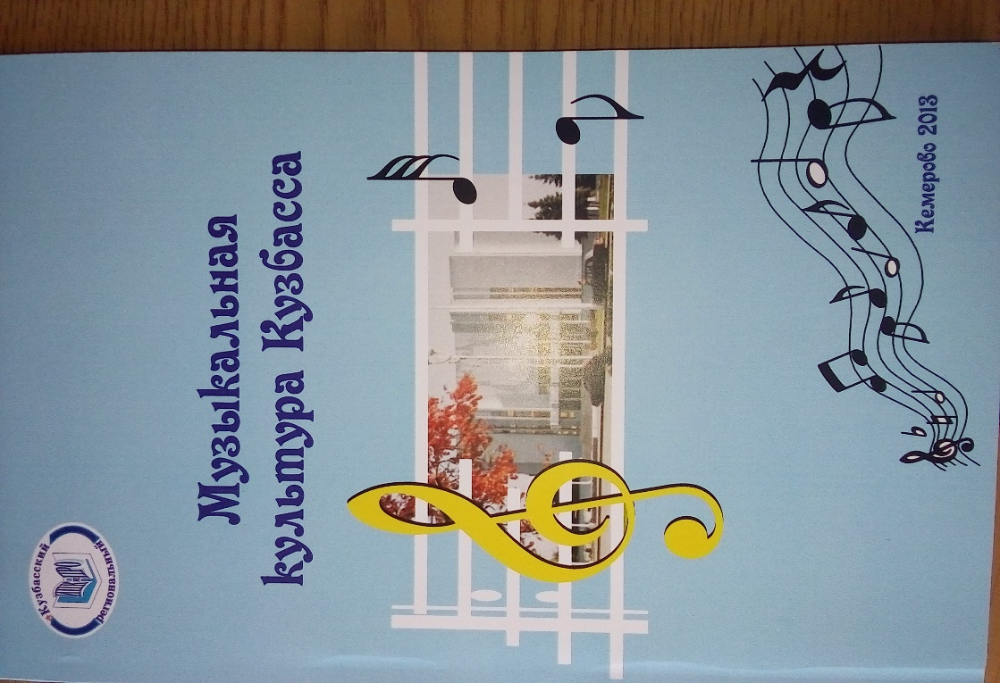 Кузбасский
региональный
Музыкальная
культура Кузбасса
Кемерово 2013